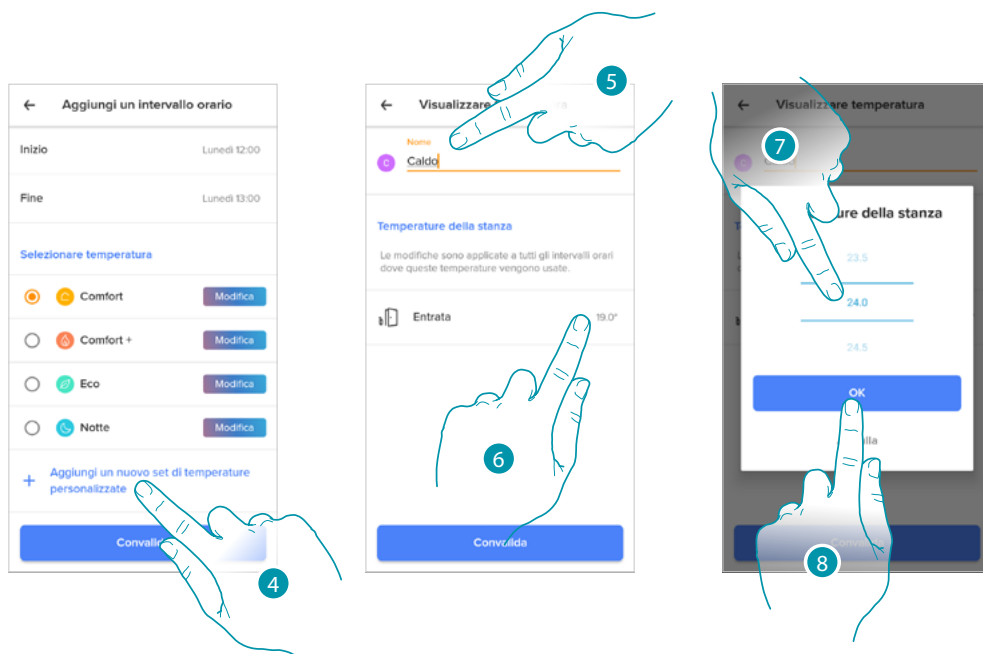 ← Aggiungi un intervallo orario
Inizio Lunedì 12:00
Fine Lunedì 13:00
Selezionare temperatura
Comfort Modifica
Comfort + Modifica
Eco Modifica
Notte Modifica
+ Aggiungi un nuovo set di temperature
personalizzate
4
← Visualizzare
5
Nome
C Caldo
Temperature della stanza
Le modifiche sono applicate a tutti gli intervalli orari
dove queste temperature vengono usate.
Entrata 19.0°
6
Convalida
← Visualizzare temperatura
7
C
della stanza
23.5
24.0
24.5
OK
8